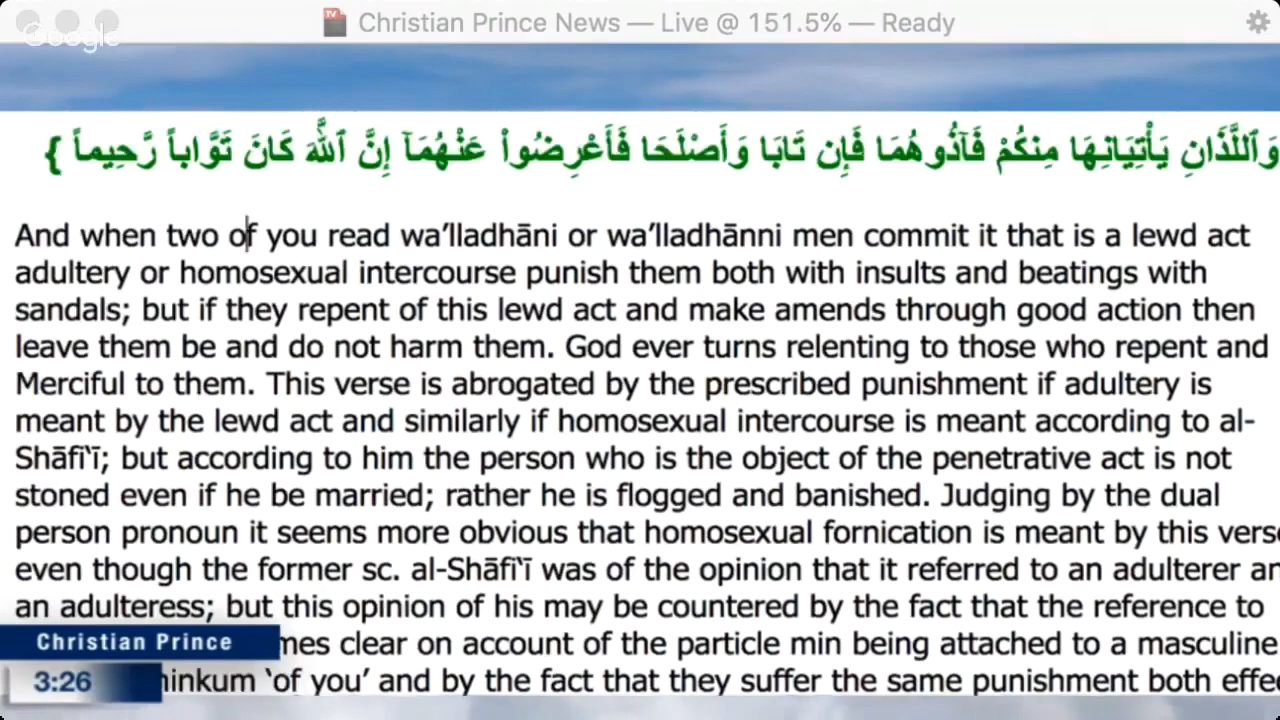 Christian Prince News — Live @ 151.5% — Ready
Google
وَٱللَّذَانِ يَأْتِيَانِهَا مِنكُمْ فَآذُوهُمَا فَإِن تَابَا وَأَصْلَحَا فَأَعْرِضُواْ عَنْهُمَآ إِنَّ ٱللَّهَ كَانَ تَوَّاباً رَّحِيماً }
And when two of you read wa’lladhāni or wa’lladhānni men commit it that is a lewd act
adultery or homosexual intercourse punish them both with insults and beatings with
sandals; but if they repent of this lewd act and make amends through good action then
leave them be and do not harm them. God ever turns relenting to those who repent and
Merciful to them. This verse is abrogated by the prescribed punishment if adultery is
meant by the lewd act and similarly if homosexual intercourse is meant according to al-
Shāfi‘ī; but according to him the person who is the object of the penetrative act is not
stoned even if he be married; rather he is flogged and banished. Judging by the dual
person pronoun it seems more obvious that homosexual fornication is meant by this
even though the former sc. al-Shāfi‘ī was of the opinion that it referred to an adulterer
an adulteress; but this opinion of his may be countered by the fact that the reference to
clear on account of the particle min being attached to a masculine
‘of you’ and by the fact that they suffer the same punishment both
Christian Prince
3:26